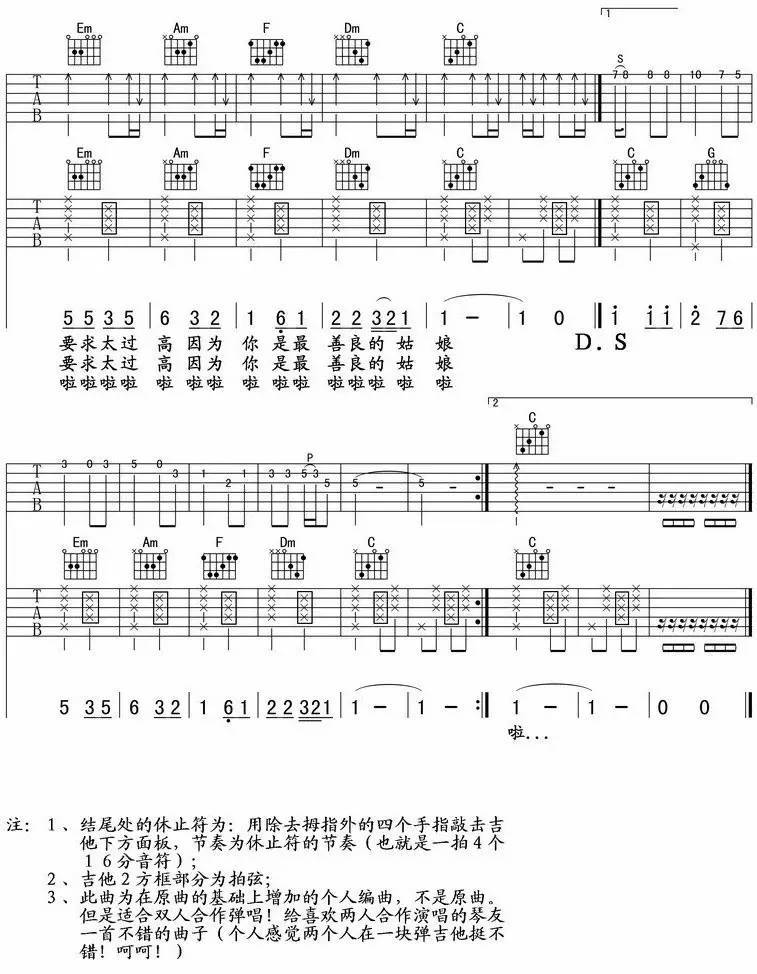 Em Am F Dm C 1
S
T A B 7 8 8 8 10 7 5
Em Am F Dm C C G
T A B
5 5 3 5 6 3 2 1 6 1 2 2 3 2 1 1 - 1 0 1 1 1 2 7 6
要求太过 高 因为 你 是最 善良的 姑 娘 D.S
要求太过 高 因为 你 是最 善良的 姑 娘
啦啦啦啦 啦 啦啦 啦 啦啦 啦啦啦 啦 啦
2
C
P
T A B 3 0 3 5 0 3 1 2 1 3 3 5 3 5 5 - 5 - - - - -
Em Am F Dm C C
T A B
5 3 5 6 3 2 1 6 1 2 2 3 2 1 1 - 1 - 1 - 1 - 0 0
啦...
注: 1、结尾处的休止符为:用除去拇指外的四个手指敲击吉
他下方面板,节奏为休止符的节奏(也就是一拍4个
16分音符);
2、吉他2方框部分为拍弦;
3、此曲为在原曲的基础上增加的个人编曲,不是原曲。
但是适合双人合作弹唱!给喜欢两人合作演唱的琴友
一首不错的曲子(个人感觉两个人在一块弹吉他挺不
错!呵呵!)